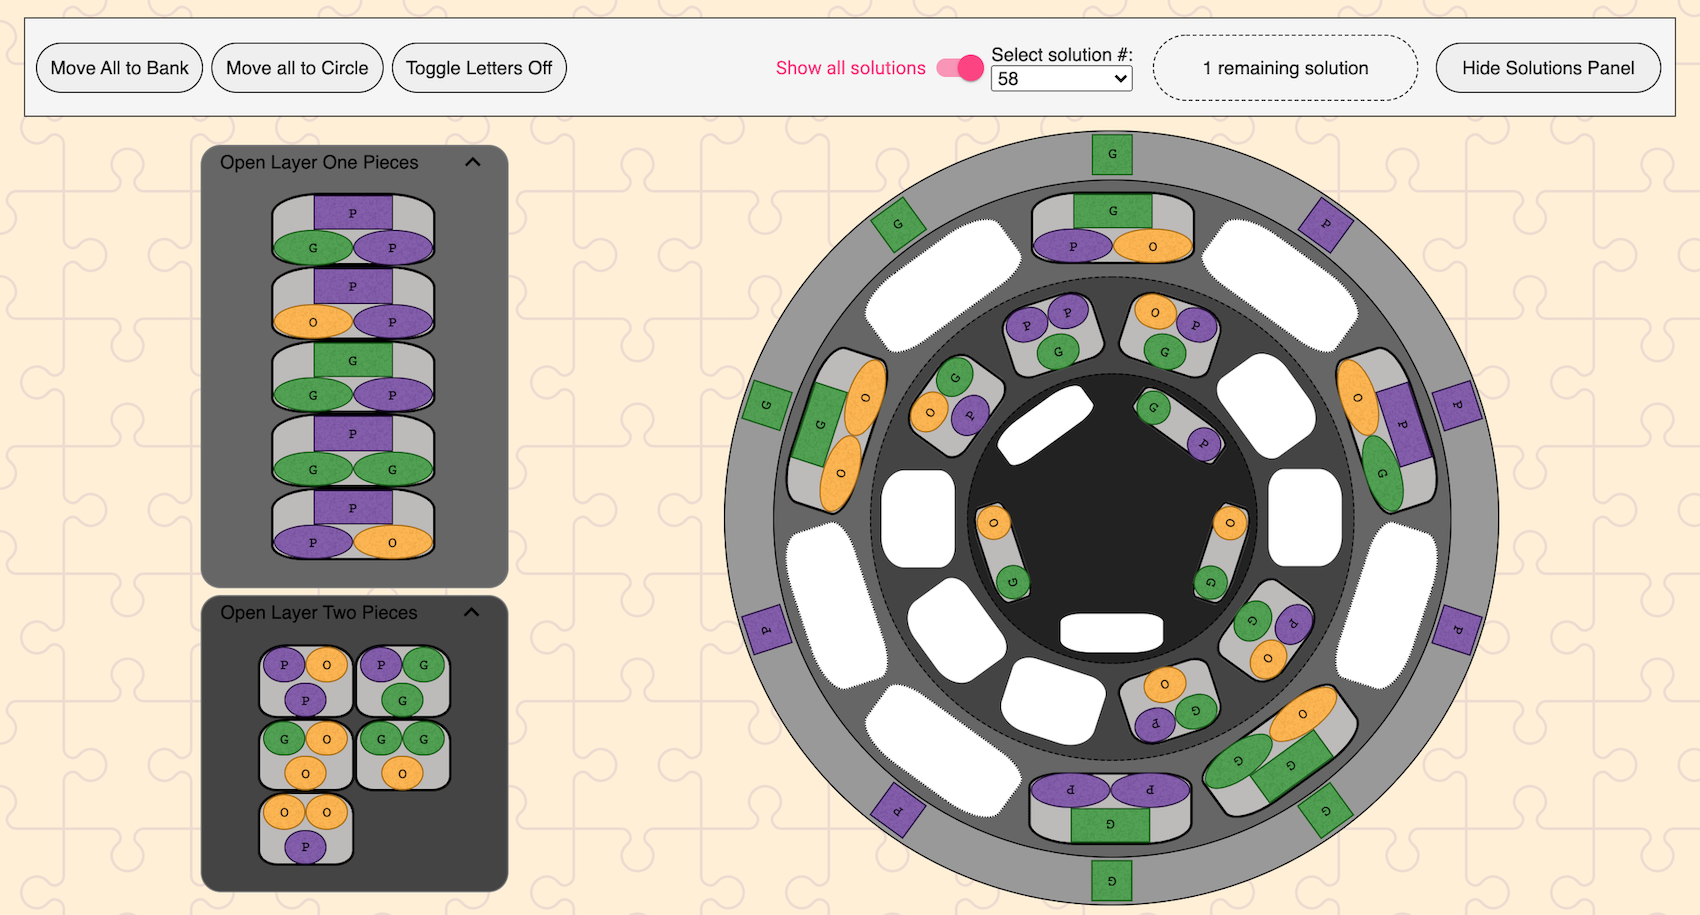 Move All to Bank
Move all to Circle
Toggle Letters Off
Show all solutions
Select solution #:
58
1 remaining solution
Hide Solutions Panel
Open Layer One Pieces
P
G P
P
O P
G
G P
P
G G
P
P O
Open Layer Two Pieces
P O P G
P G
G O G G
O O
O O
P
G
G P
G
P O
P P O P
G G
G O P
G P
G O O P
O G
G P
O O
G G
P P
G P O
O G P
O G G
P P G
P G
G